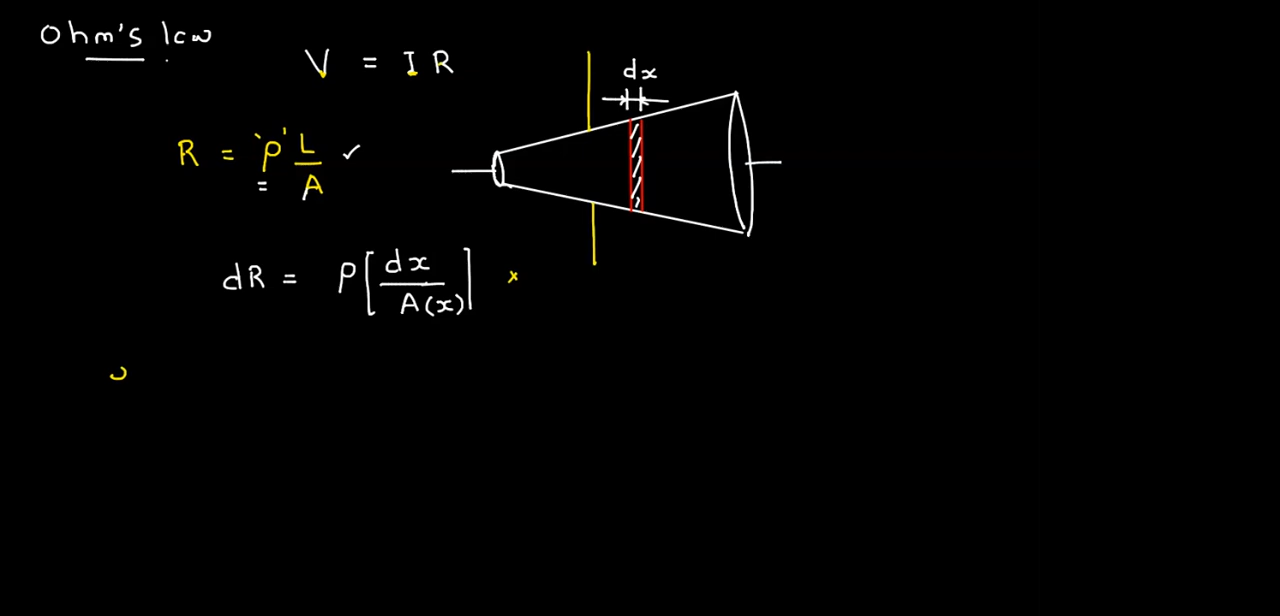 Ohm's law
V = I R
dx
R = 'ρ' L/A ✓
dR = ρ[dx/A(x)] ×